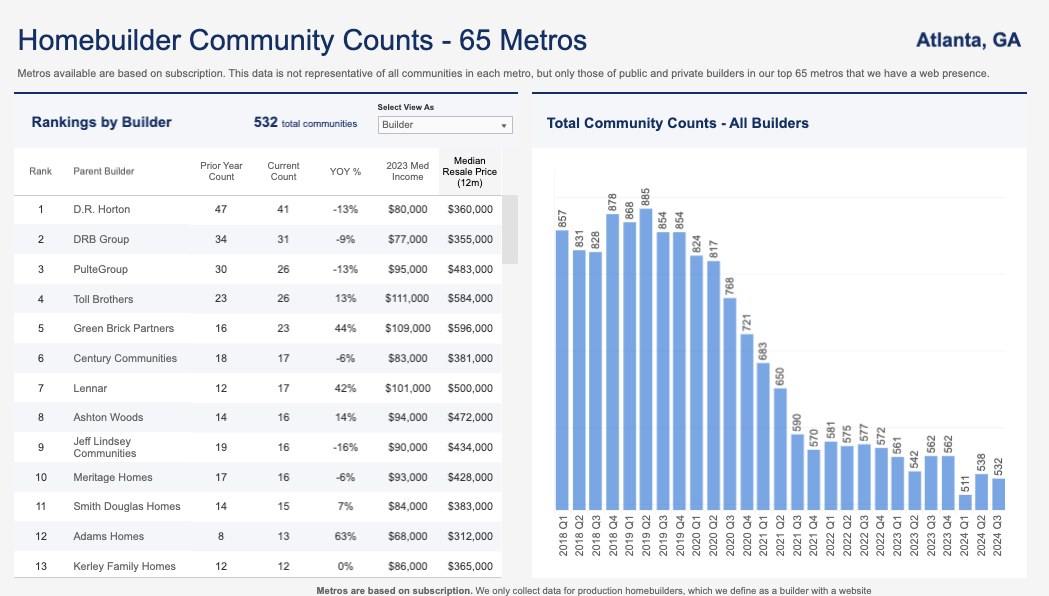 Homebuilder Community Counts - 65 Metros
Atlanta, GA
Metros available are based on subscription. This data is not representative of all communities in each metro, but only those of public and private builders in our top 65 metros that we have a web presence.
Rankings by Builder
532 total communities
Select View As
Builder
Rank Parent Builder Prior Year Count Current Count YOY % 2023 Med Income Median Resale Price (12m)
1 D.R. Horton 47 41 -13% $80,000 $360,000
2 DRB Group 34 31 -9% $77,000 $355,000
3 PulteGroup 30 26 -13% $95,000 $483,000
4 Toll Brothers 23 26 13% $111,000 $584,000
5 Green Brick Partners 16 23 44% $109,000 $596,000
6 Century Communities 18 17 -6% $83,000 $381,000
7 Lennar 12 17 42% $101,000 $500,000
8 Ashton Woods 14 16 14% $94,000 $472,000
9 Jeff Lindsey Communities 19 16 -16% $90,000 $434,000
10 Meritage Homes 17 16 -6% $93,000 $428,000
11 Smith Douglas Homes 14 15 7% $84,000 $383,000
12 Adams Homes 8 13 63% $68,000 $312,000
13 Kerley Family Homes 12 12 0% $86,000 $365,000
Total Community Counts - All Builders
857 831 828 878 868 885 854 854 824 817 768 721 683 650 590 570 581 575 577 572 561 542 562 562 511 538 532
2018 Q1 2018 Q2 2018 Q3 2018 Q4 2019 Q1 2019 Q2 2019 Q3 2019 Q4 2020 Q1 2020 Q2 2020 Q3 2020 Q4 2021 Q1 2021 Q2 2021 Q3 2021 Q4 2022 Q1 2022 Q2 2022 Q3 2022 Q4 2023 Q1 2023 Q2 2023 Q3 2023 Q4 2024 Q1 2024 Q2 2024 Q3
Metros are based on subscription. We only collect data for production homebuilders, which we define as a builder with a website